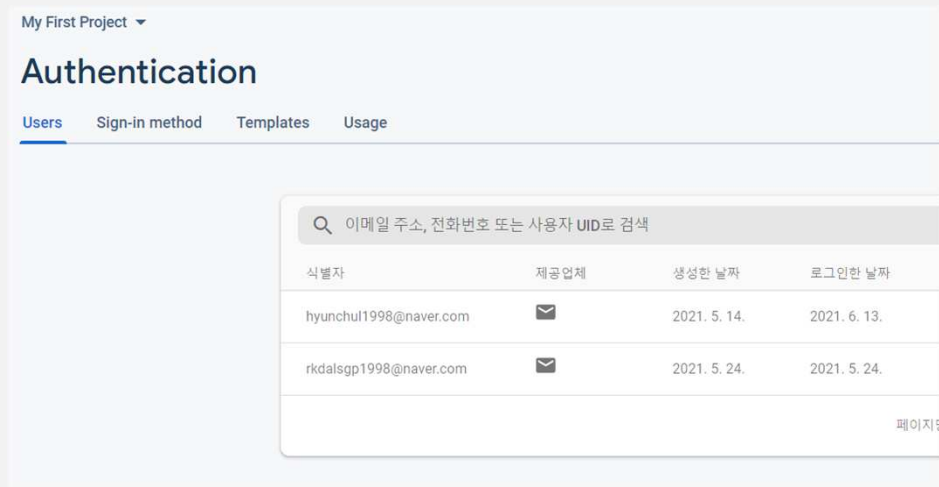 My First Project
Authentication
Users Sign-in method Templates Usage
이메일 주소, 전화번호 또는 사용자 UID로 검색
식별자 제공업체 생성한 날짜 로그인한 날짜
hyunchul1998@naver.com 2021. 5. 14. 2021. 6. 13.
rkdalsgp1998@naver.com 2021. 5. 24. 2021. 5. 24.
페이지당